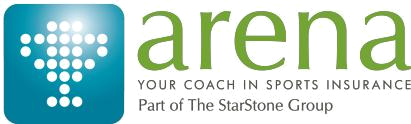 arena
YOUR COACH IN SPORTS INSURANCE
Part of The StarStone Group